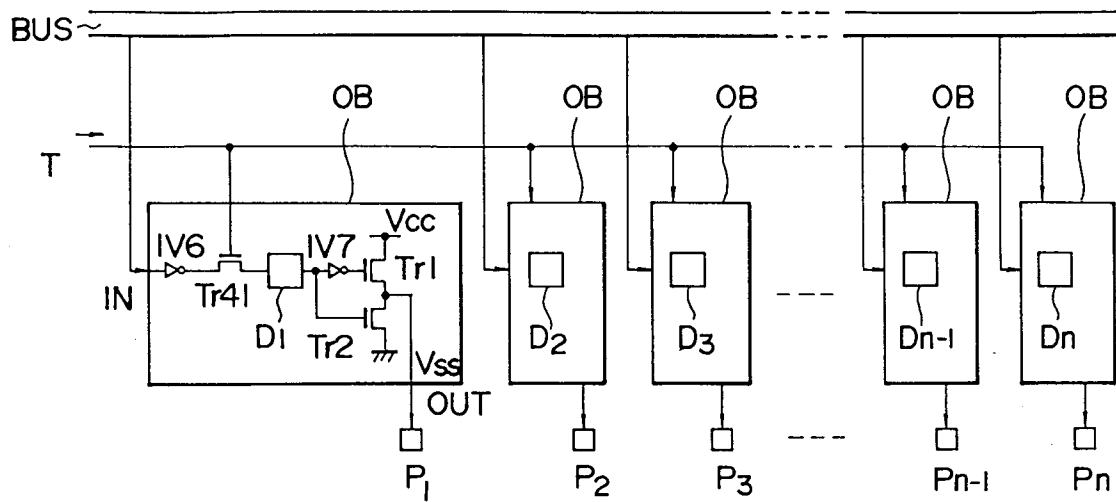 BUS
OB OB OB OB OB
T
VCC
IV6 IV7
Tr1
IN Tr41
D1 Tr2 D2 D3 Dn-1 Dn
VSS
OUT
P1 P2 P3 Pn-1 Pn